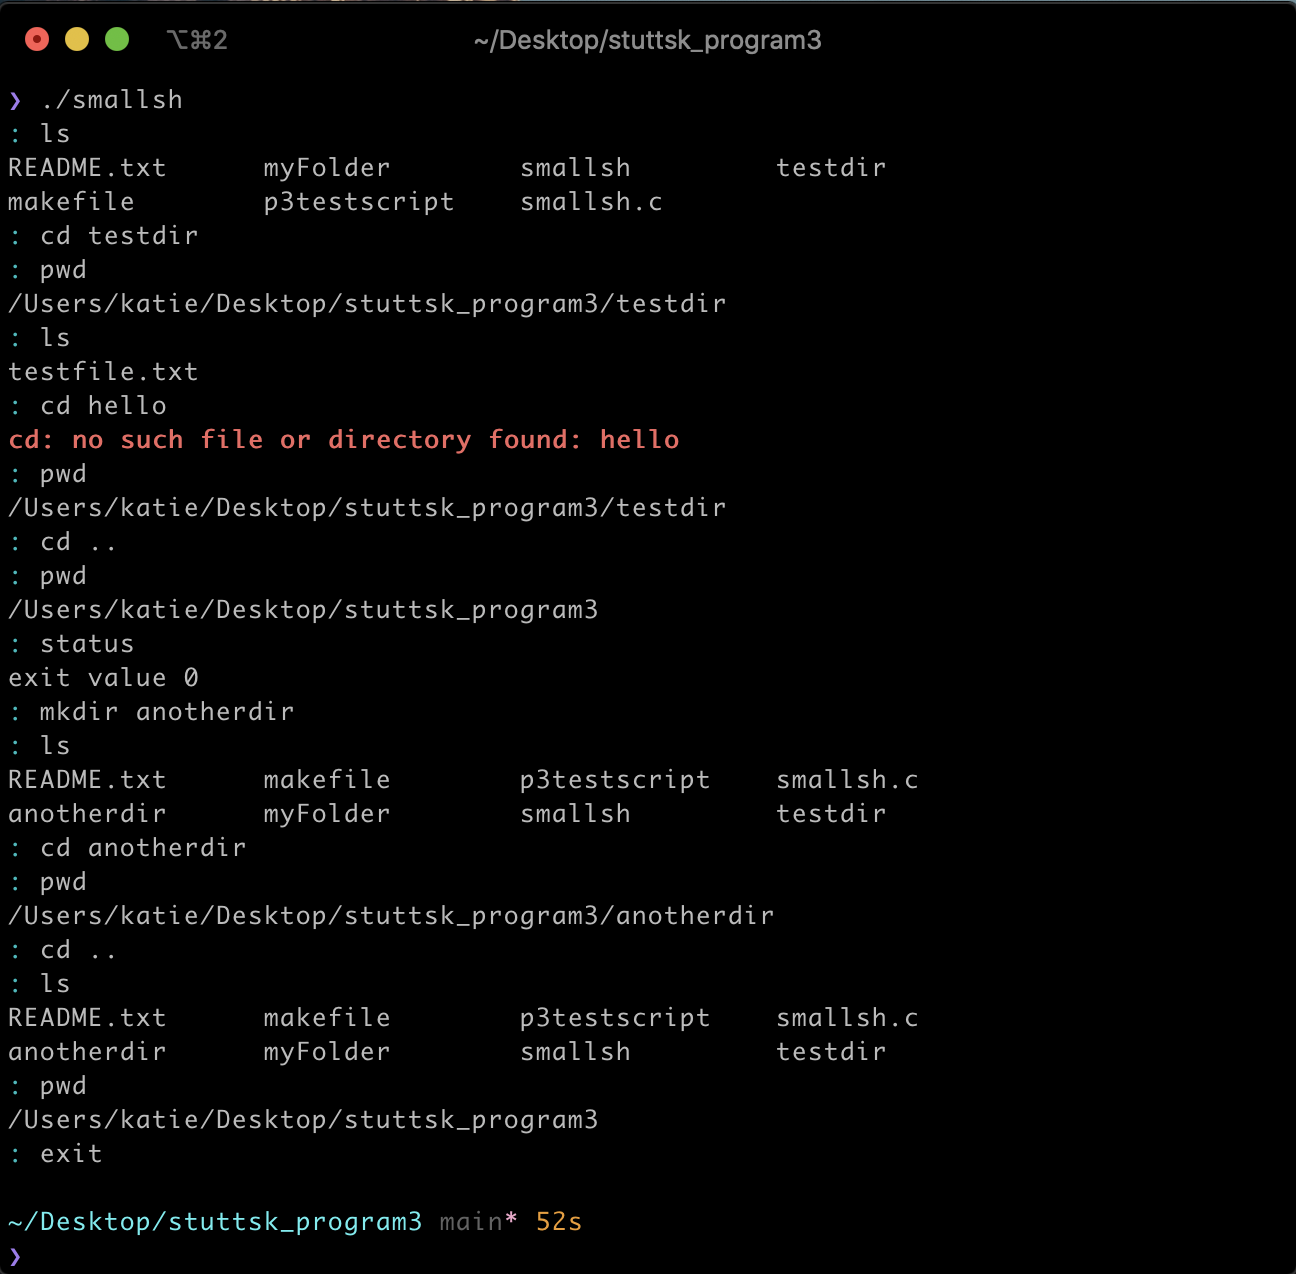 ⌥⌘2 ~/Desktop/stuttsk_program3
❯ ./smallsh
: ls
README.txt myFolder smallsh testdir
makefile p3testscript smallsh.c
: cd testdir
: pwd
/Users/katie/Desktop/stuttsk_program3/testdir
: ls
testfile.txt
: cd hello
cd: no such file or directory found: hello
: pwd
/Users/katie/Desktop/stuttsk_program3/testdir
: cd ..
: pwd
/Users/katie/Desktop/stuttsk_program3
: status
exit value 0
: mkdir anotherdir
: ls
README.txt makefile p3testscript smallsh.c
anotherdir myFolder smallsh testdir
: cd anotherdir
: pwd
/Users/katie/Desktop/stuttsk_program3/anotherdir
: cd ..
: ls
README.txt makefile p3testscript smallsh.c
anotherdir myFolder smallsh testdir
: pwd
/Users/katie/Desktop/stuttsk_program3
: exit
~/Desktop/stuttsk_program3 main* 52s
❯